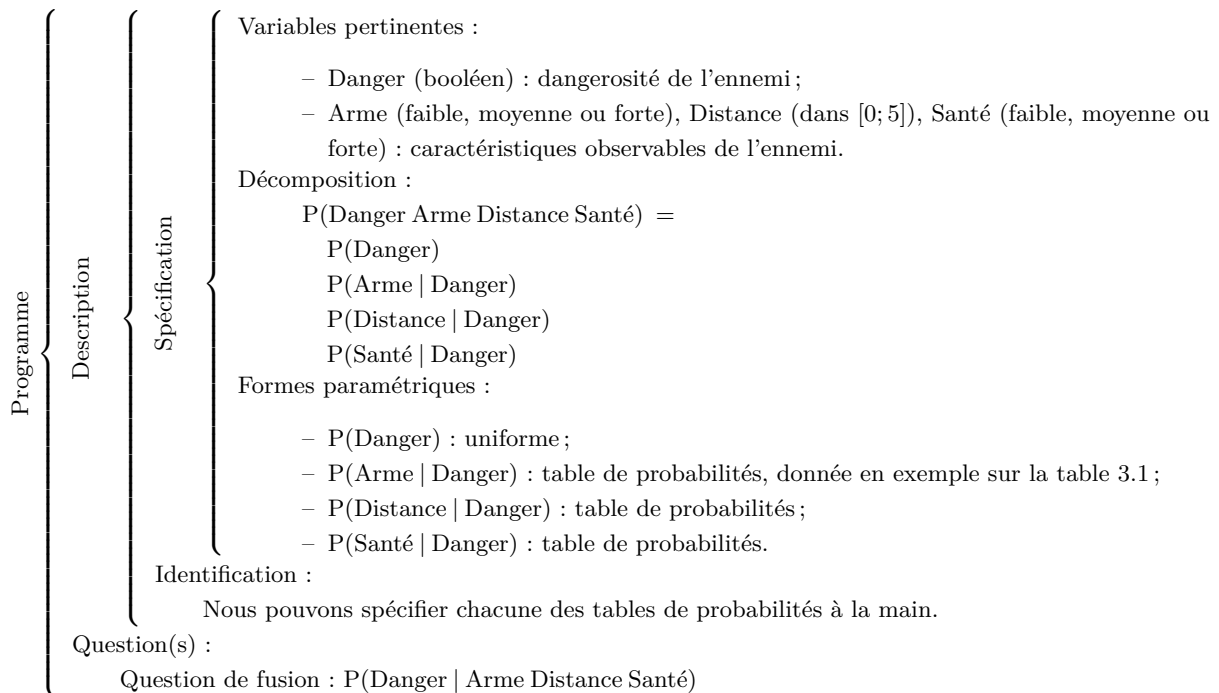 Programme
Description
Spécification
Variables pertinentes :
– Danger (booléen) : dangerosité de l'ennemi ;
– Arme (faible, moyenne ou forte), Distance (dans [0; 5]), Santé (faible, moyenne ou
forte) : caractéristiques observables de l'ennemi.
Décomposition :
P(Danger Arme Distance Santé) =
P(Danger)
P(Arme | Danger)
P(Distance | Danger)
P(Santé | Danger)
Formes paramétriques :
– P(Danger) : uniforme ;
– P(Arme | Danger) : table de probabilités, donnée en exemple sur la table 3.1 ;
– P(Distance | Danger) : table de probabilités ;
– P(Santé | Danger) : table de probabilités.
Identification :
Nous pouvons spécifier chacune des tables de probabilités à la main.
Question(s) :
Question de fusion : P(Danger | Arme Distance Santé)